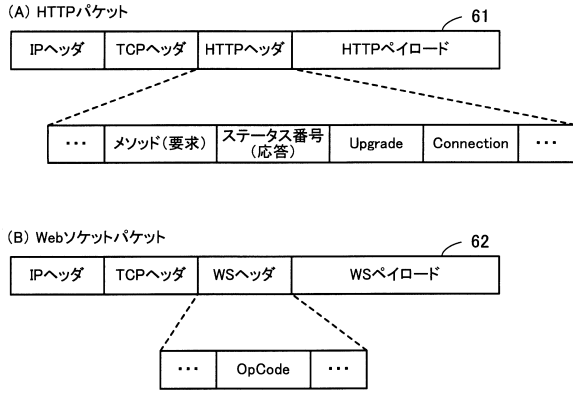 (A) HTTPパケット
61
IPヘッダ TCPヘッダ HTTPヘッダ HTTPペイロード
… メソッド(要求) ステータス番号 Upgrade Connection …
(応答)
(B) Webソケットパケット
62
IPヘッダ TCPヘッダ WSヘッダ WSペイロード
… OpCode …